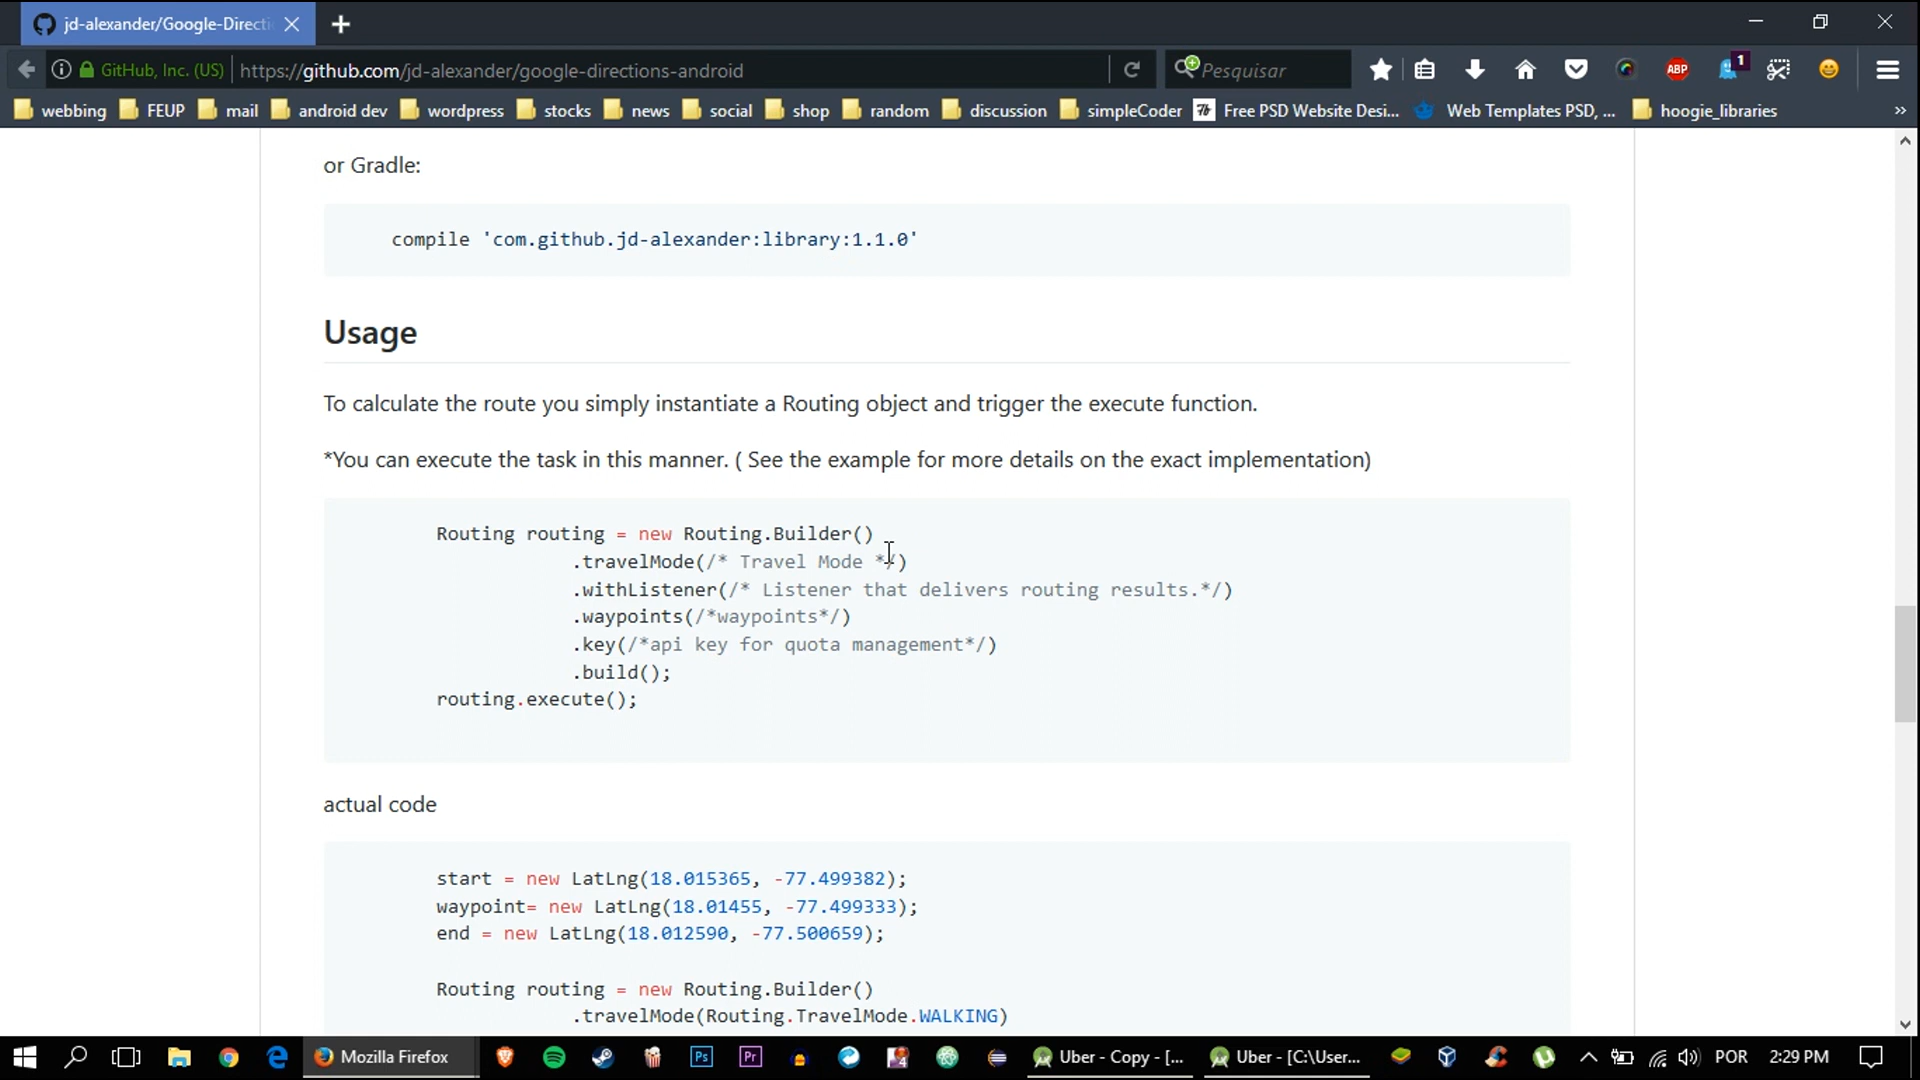 jd-alexander/Google-Directi
GitHub, Inc. (US)
https://github.com/jd-alexander/google-directions-android
Pesquisar
ABP
1
webbing
FEUP
mail
android dev
wordpress
stocks
news
social
shop
random
discussion
simpleCoder
Free PSD Website Desi...
Web Templates PSD, ...
hoogie_libraries
»
or Gradle:
compile 'com.github.jd-alexander:library:1.1.0'
Usage
To calculate the route you simply instantiate a Routing object and trigger the execute function.
*You can execute the task in this manner. ( See the example for more details on the exact implementation)
Routing routing = new Routing.Builder()
.travelMode(/* Travel Mode */)
.withListener(/* Listener that delivers routing results.*/)
.waypoints(/*waypoints*/)
.key(/*api key for quota management*/)
.build();
routing.execute();
actual code
start = new LatLng(18.015365, -77.499382);
waypoint= new LatLng(18.01455, -77.499333);
end = new LatLng(18.012590, -77.500659);
Routing routing = new Routing.Builder()
.travelMode(Routing.TravelMode.WALKING)
Mozilla Firefox
Ps
Pr
Uber - Copy - [...
Uber - [C:\User...
POR
2:29 PM